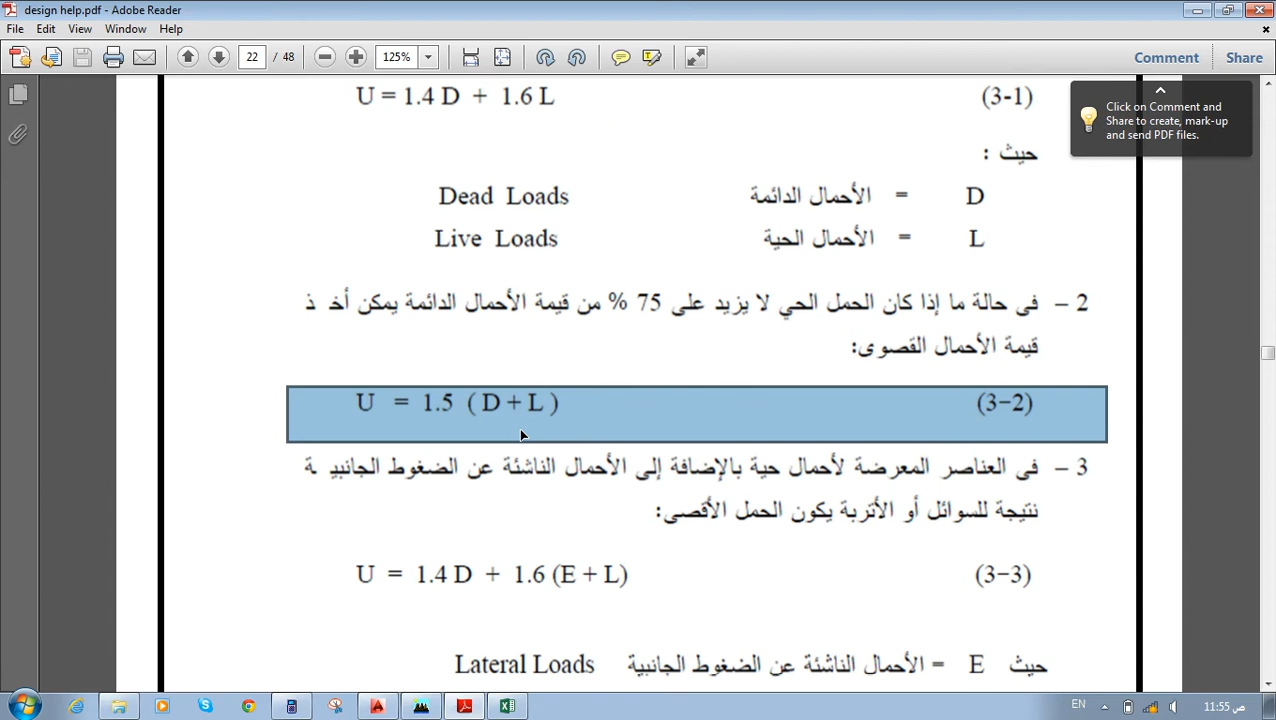 design help.pdf - Adobe Reader
File Edit View Window Help
22 / 48 125% Comment Share
Click on Comment and
Share to create, mark-up
and send PDF files.
U = 1.4 D + 1.6 L (3-1)
حيث :
D = الأحمال الدائمة Dead Loads
L = الأحمال الحية Live Loads
2 – فى حالة ما إذا كان الحمل الحي لا يزيد على 75 % من قيمة الأحمال الدائمة يمكن أخ ذ
قيمة الأحمال القصوى:
U = 1.5 ( D + L ) (3-2)
3 – فى العناصر المعرضة لأحمال حية بالإضافة إلى الأحمال الناشئة عن الضغوط الجانبي ـة
نتيجة للسوائل أو الأتربة يكون الحمل الأقصى:
U = 1.4 D + 1.6 (E + L) (3-3)
حيث E = الأحمال الناشئة عن الضغوط الجانبية Lateral Loads
EN 11:55 ص